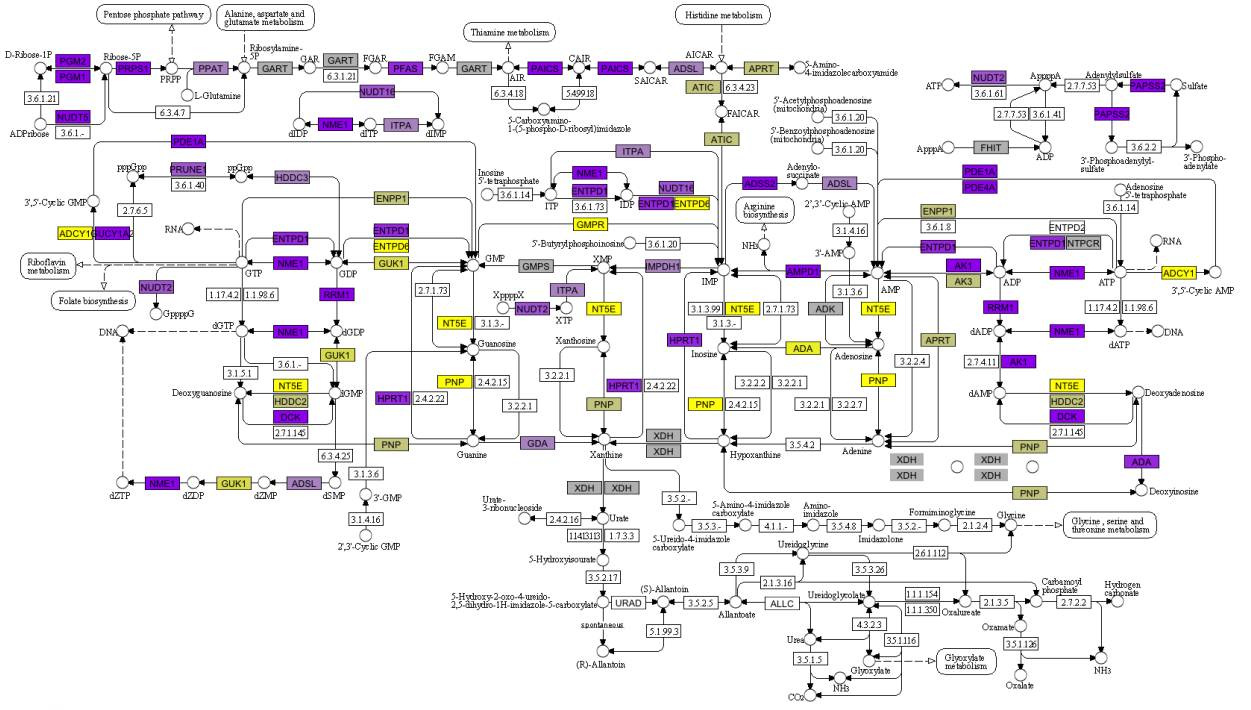 Pentose phosphate pathway
Alanine, aspartate and
glutamate metabolism
Histidine metabolism
Thiamine metabolism
D-Ribose-1P
PGM2
PGM1
Ribose-5P
PRPS1
PRPP
PPAT
Ribosylamine-
5P
GART
GAR
GART
6.3.1.21
FGAR
PFAS
FGAM
GART
AIR
PAICS
CAIR
PAICS
SAICAR
ADSL
AICAR
APRT
5-Amino-
4-imidazolecarboxyamide
3.6.1.21
L-Glutamine
6.3.4.7
NUDT5
3.6.1.-
ADPribose
NUDT16
dIDP
NME1
dITP
ITPA
dIMP
6.3.4.18
5.4.99.18
5-Carboxyamino-
1-(5-phospho-D-ribosyl)imidazole
ATIC
6.3.4.23
FAICAR
ATIC
5'-Acetylphosphoadenosine
(mitochondria)
3.6.1.20
5'-Benzoylphosphoadenosine
(mitochondria)
3.6.1.20
ATP
NUDT2
3.6.1.61
AppppA
2.7.7.53
Adenylylsulfate
PAPSS2
Sulfate
2.7.7.53
3.6.1.41
PAPSS2
ApppA
FHIT
ADP
3.6.2.2
3'-Phosphoadenylyl-
sulfate
3'-Phospho-
adenylate
PDE1A
pppGpp
PRUNE1
3.6.1.40
ppGpp
HDDC3
3',5'-Cyclic GMP
2.7.6.5
ENPP1
ITPA
Inosine
5'-tetraphosphate
3.6.1.14
ITP
NME1
ENTPD1
3.6.1.73
IDP
NUDT16
ENTPD1
ENTPD6
GMPR
ADSS2
Adenylo-
succinate
ADSL
Arginine
biosynthesis
2',3'-Cyclic AMP
3.1.4.16
3'-AMP
PDE1A
PDE4A
Adenosine
5'-tetraphosphate
3.6.1.14
ENPP1
3.6.1.8
ENTPD2
ENTPD1
NTPCR
RNA
ADCY1
GUCY1A2
RNA
ENTPD1
ENTPD1
ENTPD6
5'-Butyrylphosphoinosine
3.6.1.20
NH3
ENTPD1
Riboflavin
metabolism
GTP
NME1
GDP
GUK1
GMP
GMPS
XMP
IMPDH1
IMP
AMPD1
AMP
AK1
AK3
ADP
NME1
ATP
ADCY1
3',5'-Cyclic AMP
Folate biosynthesis
NUDT2
GppppG
1.17.4.2
1.1.98.6
RRM1
2.7.1.73
XppppX
NUDT2
ITPA
XTP
3.1.3.99
NT5E
2.7.1.73
3.1.3.-
ADK
3.1.3.6
NT5E
RRM1
1.17.4.2
1.1.98.6
DNA
dGTP
NME1
dGDP
NT5E
3.1.3.-
NT5E
dADP
NME1
dATP
DNA
3.6.1.-
GUK1
3.1.5.1
Guanosine
Xanthosine
HPRT1
Inosine
ADA
Adenosine
APRT
3.2.2.4
2.7.4.11
AK1
Deoxyguanosine
NT5E
HDDC2
DCK
2.7.1.145
dGMP
HPRT1
2.4.2.22
PNP
2.4.2.15
3.2.2.1
3.2.2.1
HPRT1
2.4.2.22
PNP
PNP
2.4.2.15
3.2.2.2
3.2.2.1
3.2.2.1
3.2.2.7
PNP
dAMP
NT5E
HDDC2
DCK
2.7.1.145
Deoxyadenosine
PNP
Guanine
GDA
Xanthine
XDH
XDH
Hypoxanthine
3.5.4.2
Adenine
PNP
6.3.4.25
XDH
XDH
XDH
XDH
ADA
PNP
Deoxyinosine
dZTP
NME1
dZDP
GUK1
dZMP
ADSL
dSMP
3.1.3.6
3'-GMP
3.1.4.16
2',3'-Cyclic GMP
XDH
XDH
Urate-
3-ribonucleoside
2.4.2.16
Urate
1.14.13.113
1.7.3.3
3.5.2.-
5-Amino-4-imidazole
carboxylate
3.5.3.-
5-Ureido-4-imidazole
carboxylate
4.1.1.-
Amino-
imidazole
3.5.4.8
Imidazolone
3.5.2.-
Formiminoglycine
2.1.2.4
Glycine
Glycine , serine and
threonine metabolism
5-Hydroxyisourate
3.5.2.17
5-Hydroxy-2-oxo-4-ureido-
2,5-dihydro-1H-imidazole-5-carboxylate
URAD
spontaneous
(S)-Allantoin
3.5.2.5
5.1.99.3
(R)-Allantoin
Allantoate
3.5.3.9
Ureidoglycine
2.1.3.16
3.5.3.26
2.6.1.112
ALLC
Ureidoglycolate
1.1.1.154
1.1.1.350
Oxalurate
2.1.3.5
Carbamoyl
phosphate
2.7.2.2
Hydrogen
carbonate
Urea
4.3.2.3
3.5.1.116
3.5.1.5
Glyoxylate
Glyoxylate
metabolism
NH3
CO2
Oxamate
3.5.1.126
Oxalate
NH3